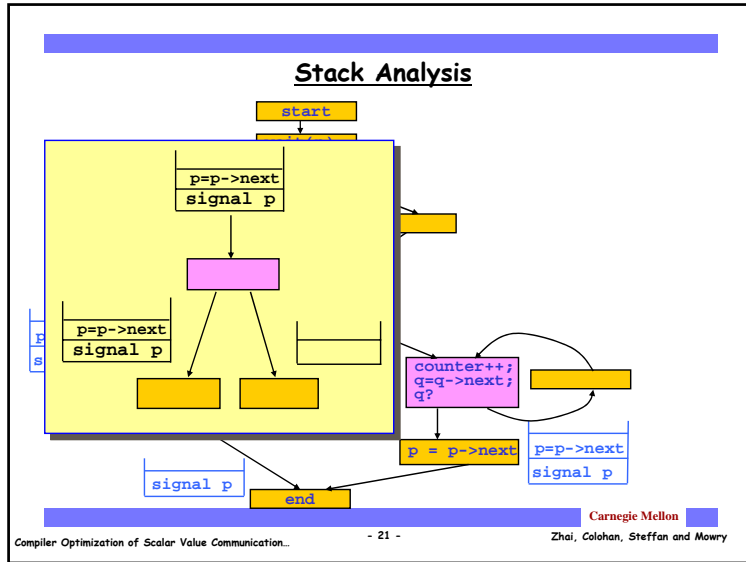 Stack Analysis
start
p=p->next
signal p
p=p->next
signal p
counter++;
q=q->next;
q?
p = p->next
p=p->next
signal p
signal p
end
Carnegie Mellon
Compiler Optimization of Scalar Value Communication…
- 21 -
Zhai, Colohan, Steffan and Mowry